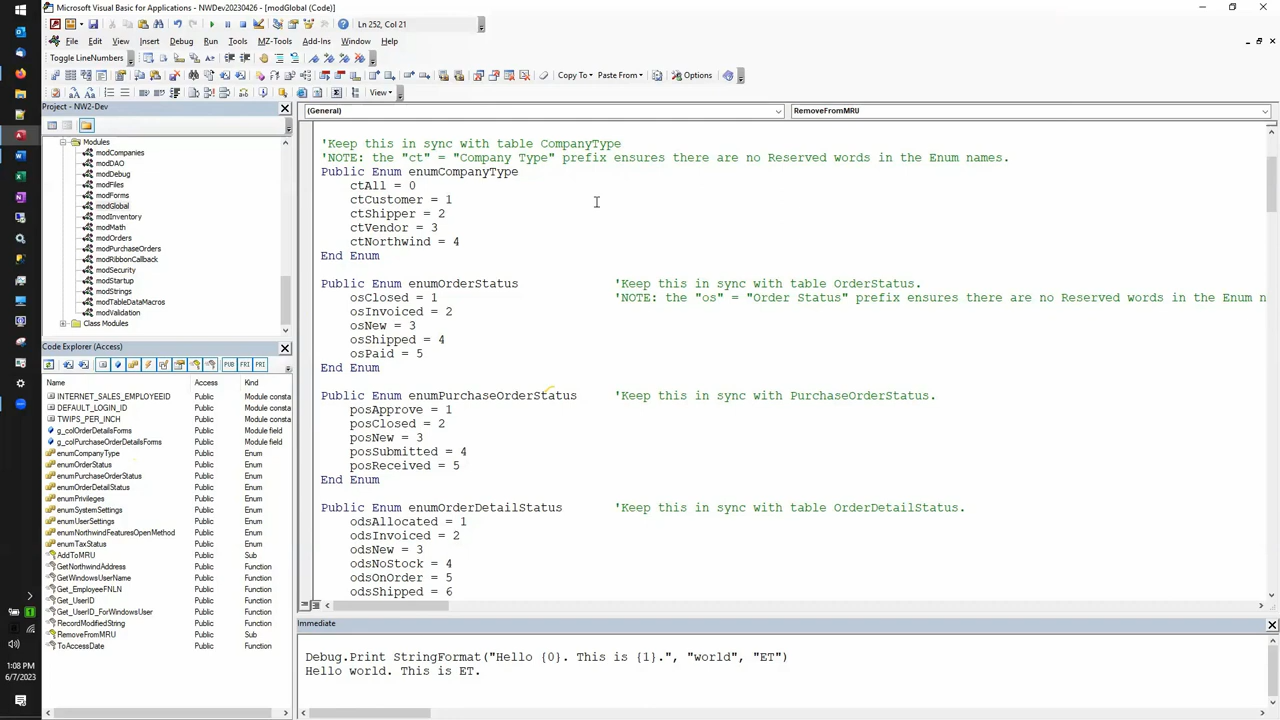 Microsoft Visual Basic for Applications - NWDev20230426 - [modGlobal (Code)]
Ln 252, Col 21
File Edit View Insert Debug Run Tools MZ-Tools Add-Ins Window Help
Toggle LineNumbers
Copy To Paste From Options
View
Project - NW2-Dev
Modules
modCompanies
modDAO
modDebug
modFiles
modForms
modGlobal
modInventory
modMath
modOrders
modPurchaseOrders
modRibbonCallback
modSecurity
modStartup
modStrings
modTableDataMacros
modValidation
Class Modules
Code Explorer (Access)
PUB FRI PRI
Name Access Kind
INTERNET_SALES_EMPLOYEEID Public Module consta
DEFAULT_LOGIN_ID Public Module consta
TWIPS_PER_INCH Public Module consta
g_colOrderDetailsForms Public Module field
g_colPurchaseOrderDetailsForms Public Module field
enumCompanyType Public Enum
enumOrderStatus Public Enum
enumPurchaseOrderStatus Public Enum
enumOrderDetailStatus Public Enum
enumPrivileges Public Enum
enumSystemSettings Public Enum
enumUserSettings Public Enum
enumNorthwindFeaturesOpenMethod Public Enum
enumTaxStatus Public Enum
AddToMRU Public Sub
GetNorthwindAddress Public Function
GetWindowsUserName Public Function
Get_EmployeeFNLN Public Function
Get_UserID Public Function
Get_UserID_ForWindowsUser Public Function
RecordModifiedString Public Function
RemoveFromMRU Public Sub
ToAccessDate Public Function
(General) RemoveFromMRU
'Keep this in sync with table CompanyType
'NOTE: the "ct" = "Company Type" prefix ensures there are no Reserved words in the Enum names.
Public Enum enumCompanyType
ctAll = 0
ctCustomer = 1
ctShipper = 2
ctVendor = 3
ctNorthwind = 4
End Enum
Public Enum enumOrderStatus 'Keep this in sync with table OrderStatus.
osClosed = 1 'NOTE: the "os" = "Order Status" prefix ensures there are no Reserved words in the Enum n
osInvoiced = 2
osNew = 3
osShipped = 4
osPaid = 5
End Enum
Public Enum enumPurchaseOrderStatus 'Keep this in sync with PurchaseOrderStatus.
posApprove = 1
posClosed = 2
posNew = 3
posSubmitted = 4
posReceived = 5
End Enum
Public Enum enumOrderDetailStatus 'Keep this in sync with table OrderDetailStatus.
odsAllocated = 1
odsInvoiced = 2
odsNew = 3
odsNoStock = 4
odsOnOrder = 5
odsShipped = 6
Immediate
Debug.Print StringFormat("Hello {0}. This is {1}.", "world", "ET")
Hello world. This is ET.
1
1:08 PM
6/7/2023